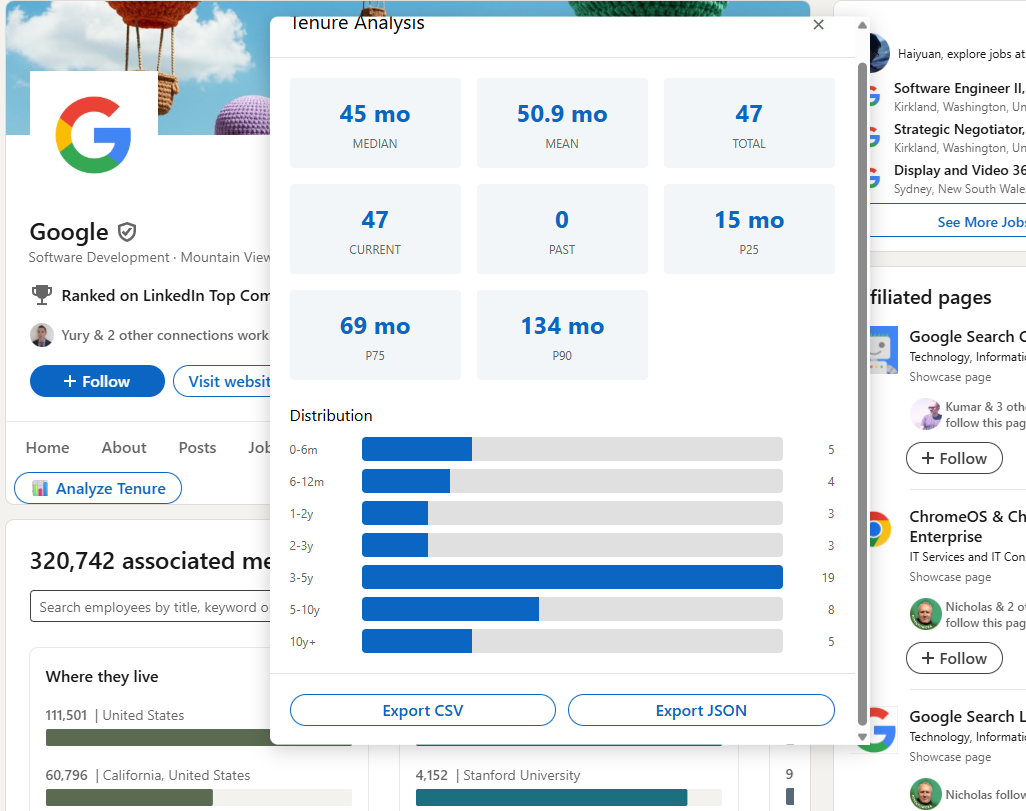 Tenure Analysis
×
45 mo
MEDIAN
50.9 mo
MEAN
47
TOTAL
47
CURRENT
0
PAST
15 mo
P25
69 mo
P75
134 mo
P90
Distribution
0-6m 5
6-12m 4
1-2y 3
2-3y 3
3-5y 19
5-10y 8
10y+ 5
Export CSV
Export JSON
Google
Software Development · Mountain View
Ranked on LinkedIn Top Com
Yury & 2 other connections work
+ Follow
Visit websit
Home
About
Posts
Job
Analyze Tenure
320,742 associated me
Search employees by title, keyword o
Where they live
111,501 | United States
60,796 | California, United States
4,152 | Stanford University
9
Haiyuan, explore jobs at
Software Engineer II,
Kirkland, Washington, Un
Strategic Negotiator,
Kirkland, Washington, Un
Display and Video 36
Sydney, New South Wale
See More Jobs
filiated pages
Google Search C
Technology, Informatio
Showcase page
Kumar & 3 othe
follow this pag
+ Follow
ChromeOS & Ch
Enterprise
IT Services and IT Con
Showcase page
Nicholas & 2 o
follow this pag
+ Follow
Google Search L
Technology, Informatio
Showcase page
Nicholas follow